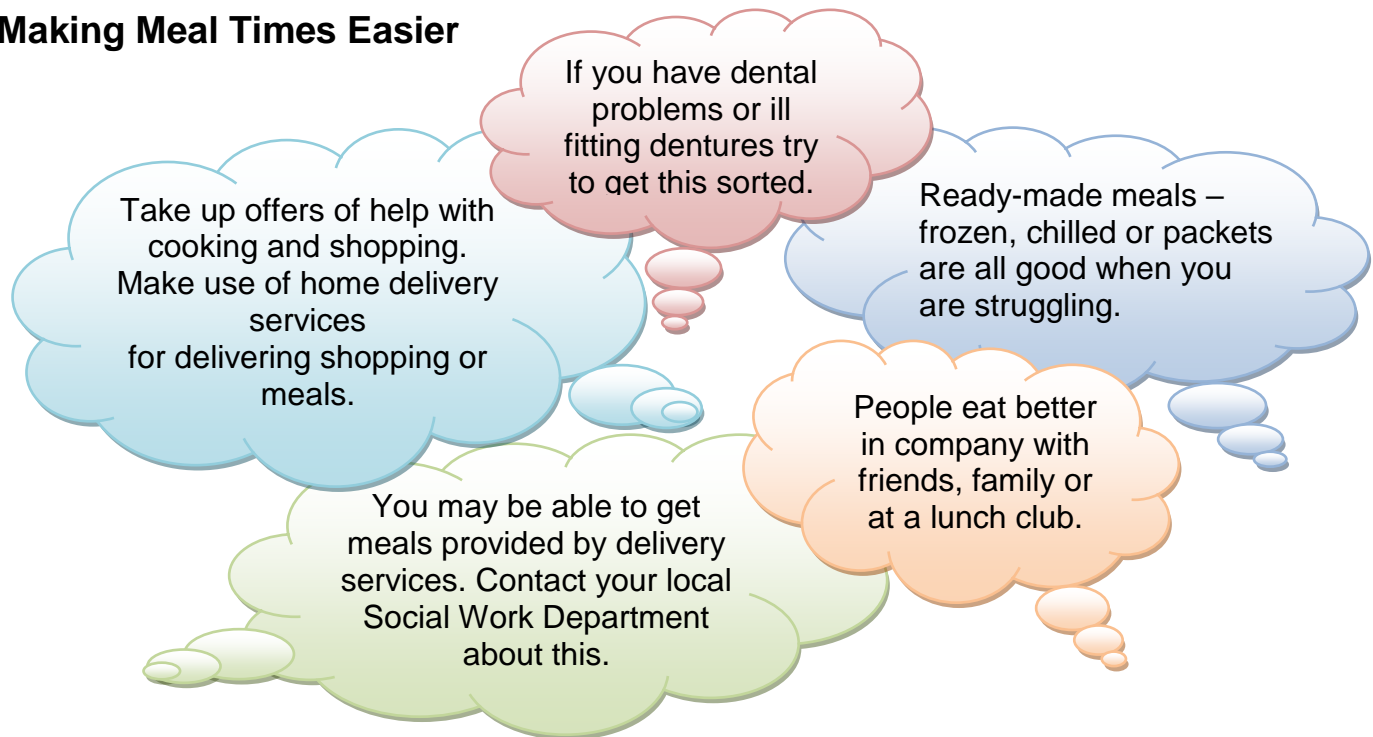 Making Meal Times Easier
If you have dental
problems or ill
fitting dentures try
to get this sorted.
Take up offers of help with
cooking and shopping.
Make use of home delivery
services
for delivering shopping or
meals.
Ready-made meals –
frozen, chilled or packets
are all good when you
are struggling.
People eat better
in company with
friends, family or
at a lunch club.
You may be able to get
meals provided by delivery
services. Contact your local
Social Work Department
about this.